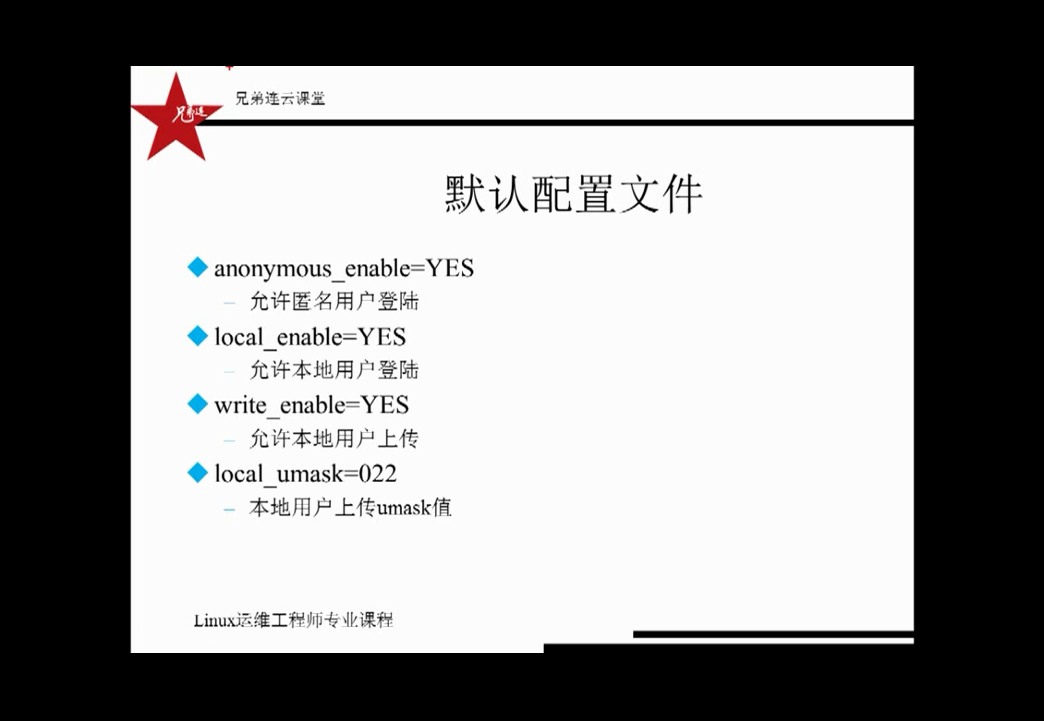 兄弟连
兄弟连云课堂
默认配置文件
anonymous_enable=YES
– 允许匿名用户登陆
local_enable=YES
– 允许本地用户登陆
write_enable=YES
– 允许本地用户上传
local_umask=022
– 本地用户上传umask值
Linux运维工程师专业课程